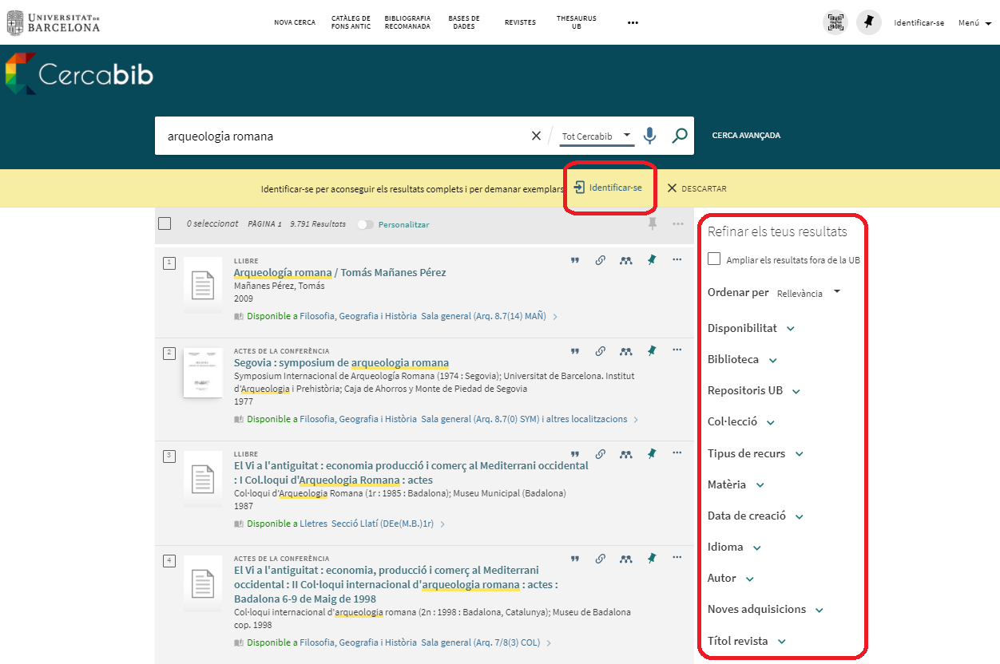 UNIVERSITAT DE
BARCELONA
NOVA CERCA
CATÀLEG DE
FONS ANTIC
BIBLIOGRAFIA
RECOMANADA
BASES DE
DADES
REVISTES
THESAURUS
UB
•••
Identificar-se
Menú
Cercabib
arqueologia romana
Tot Cercabib
CERCA AVANÇADA
Identificar-se per aconseguir els resultats complets i per demanar exemplars
Identificar-se
DESCARTAR
0 seleccionat PÀGINA 1 9.791 Resultats Personalitzar
1
LLIBRE
Arqueología romana / Tomás Mañanes Pérez
Mañanes Pérez, Tomás
2009
Disponible a Filosofia, Geografia i Història Sala general (Arq. 8.7(14) MAÑ)
2
ACTES DE LA CONFERÈNCIA
Segovia : symposium de arqueologia romana
Symposium Internacional de Arqueología Romana (1974 : Segovia); Universitat de Barcelona. Institut
d'Arqueologia i Prehistòria; Caja de Ahorros y Monte de Piedad de Segovia
1977
Disponible a Filosofia, Geografia i Història Sala general (Arq. 8.7(0) SYM) i altres localitzacions
3
LLIBRE
El Vi a l'antiguitat : economia producció i comerç al Mediterrani occidental
: I Col.loqui d'Arqueologia Romana : actes
Col·loqui d'Arqueologia Romana (1r : 1985 : Badalona); Museu Municipal (Badalona)
1987
Disponible a Lletres Secció Llatí (DEe(M.B.)1r)
4
ACTES DE LA CONFERÈNCIA
El Vi a l'antiguitat : economia, producció i comerç al Mediterrani
occidental : II Col·loqui internacional d'arqueologia romana : actes :
Badalona 6-9 de Maig de 1998
Col·loqui internacional d'arqueologia romana (2n : 1998 : Badalona, Catalunya); Museu de Badalona
cop. 1998
Disponible a Filosofia, Geografia i Història Sala general (Arq. 7/8(3) COL)
Refinar els teus resultats
Ampliar els resultats fora de la UB
Ordenar per Rellevància
Disponibilitat
Biblioteca
Repositoris UB
Col·lecció
Tipus de recurs
Matèria
Data de creació
Idioma
Autor
Noves adquisicions
Títol revista